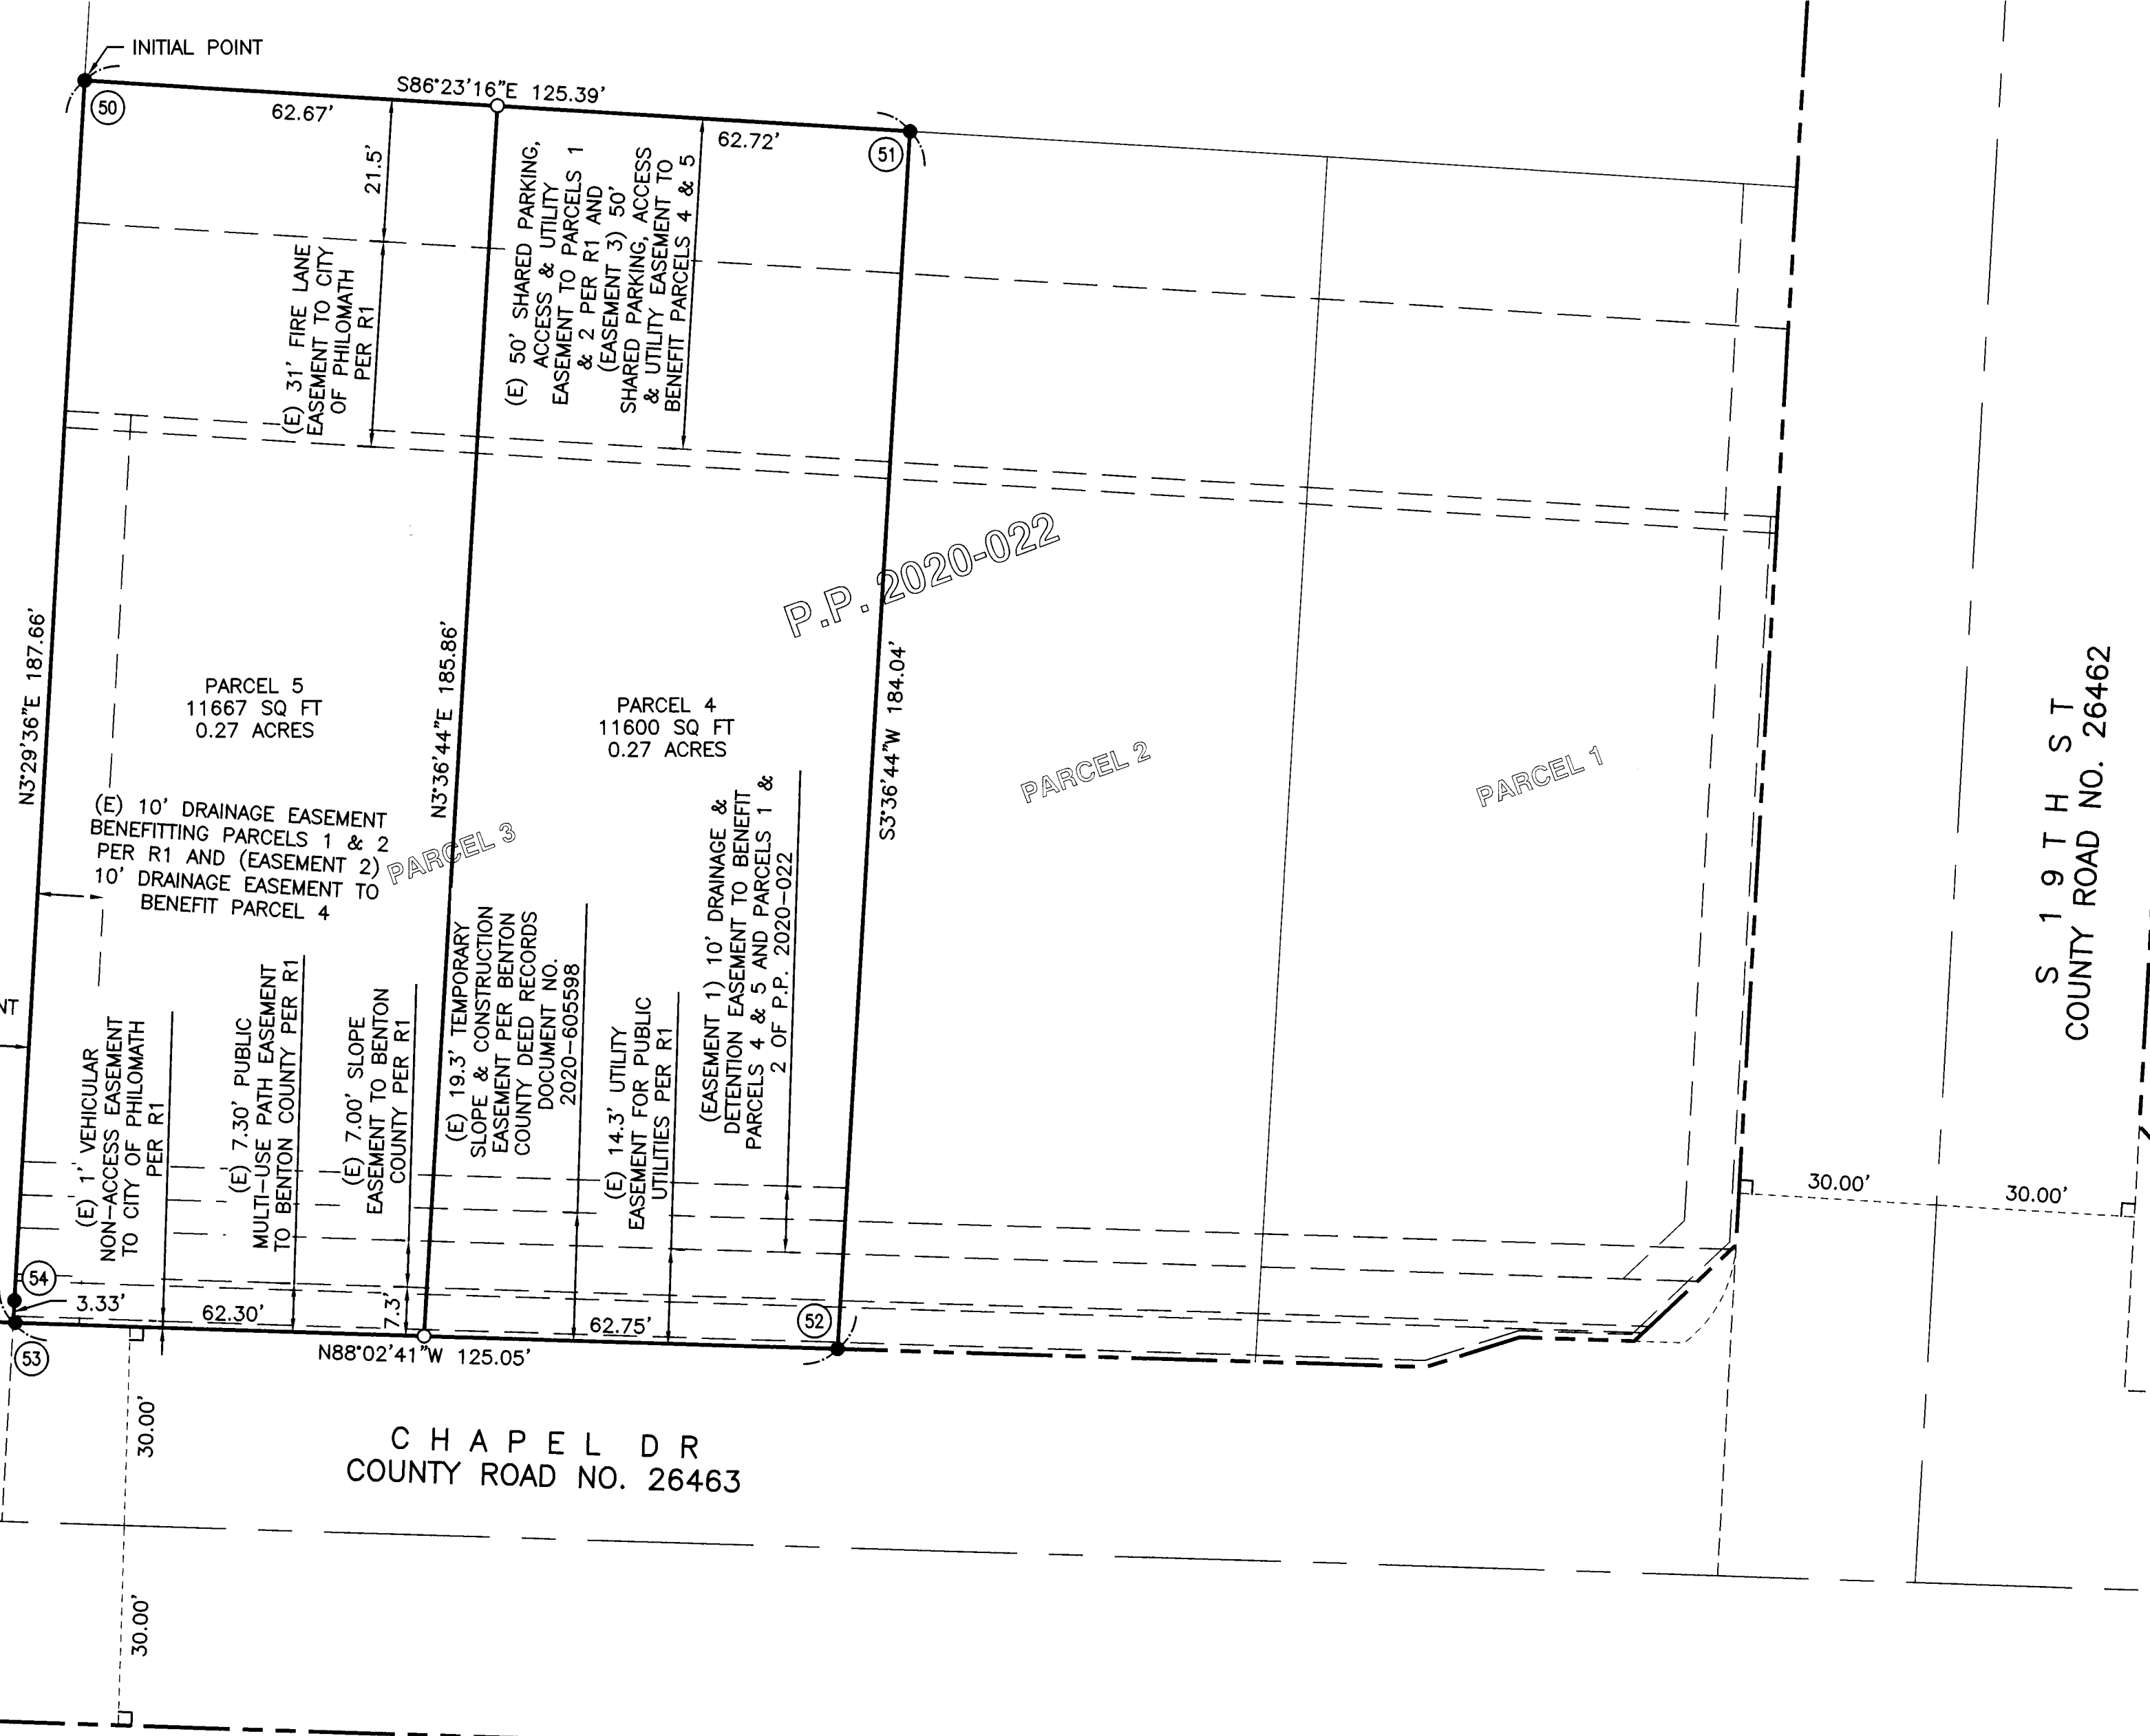 INITIAL POINT
50
S86°23'16"E 125.39'
62.67'
62.72'
51
21.5'
(E) 31' FIRE LANE
EASEMENT TO CITY
OF PHILOMATH
PER R1
(E) 50' SHARED PARKING,
ACCESS & UTILITY
EASEMENT TO PARCELS 1
& 2 PER R1 AND
(EASEMENT 3) 50'
SHARED PARKING, ACCESS
& UTILITY EASEMENT TO
BENEFIT PARCELS 4 & 5
P.P. 2020-022
N3°29'36"E 187.66'
PARCEL 5
11667 SQ FT
0.27 ACRES
N3°36'44"E 185.86'
PARCEL 4
11600 SQ FT
0.27 ACRES
S3°36'44"W 184.04'
PARCEL 2
PARCEL 1
S 19TH ST
COUNTY ROAD NO. 26462
(E) 10' DRAINAGE EASEMENT
BENEFITTING PARCELS 1 & 2
PER R1 AND (EASEMENT 2)
10' DRAINAGE EASEMENT TO
BENEFIT PARCEL 4
PARCEL 3
NT
(E) 1' VEHICULAR
NON-ACCESS EASEMENT
TO CITY OF PHILOMATH
PER R1
(E) 7.30' PUBLIC
MULTI-USE PATH EASEMENT
TO BENTON COUNTY PER R1
(E) 7.00' SLOPE
EASEMENT TO BENTON
COUNTY PER R1
(E) 19.3' TEMPORARY
SLOPE & CONSTRUCTION
EASEMENT PER BENTON
COUNTY DEED RECORDS
DOCUMENT NO.
2020-605598
(E) 14.3' UTILITY
EASEMENT FOR PUBLIC
UTILITIES PER R1
(EASEMENT 1) 10' DRAINAGE &
DETENTION EASEMENT TO BENEFIT
PARCELS 4 & 5 AND PARCELS 1 &
2 OF P.P. 2020-022
30.00'
30.00'
54
3.33'
62.30'
7.3'
62.75'
52
53
N88°02'41"W 125.05'
30.00'
CHAPEL DR
COUNTY ROAD NO. 26463
30.00'